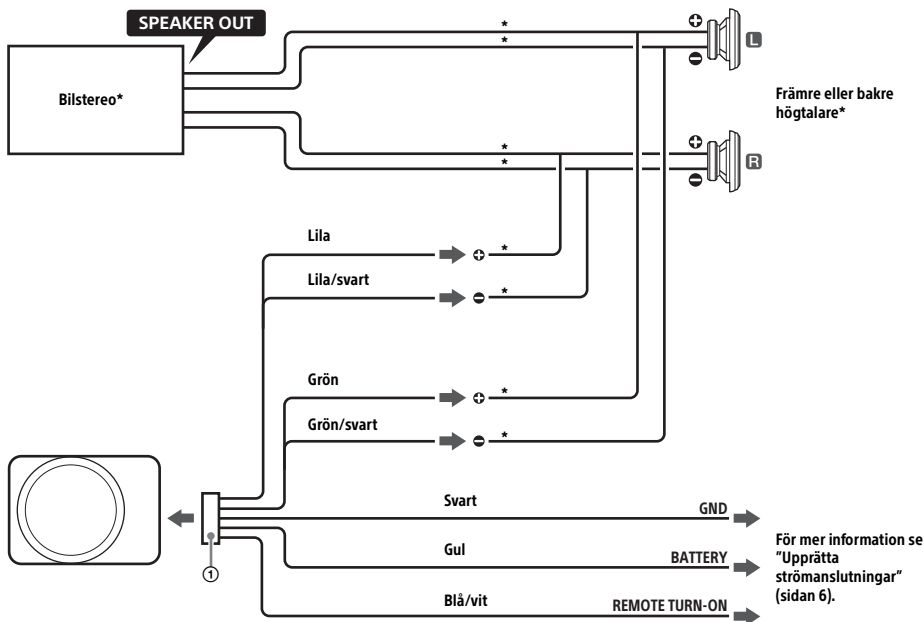 SPEAKER OUT
*
*
L
Bilstereo*
Främre eller bakre
högtalare*
*
*
R
Lila
*
Lila/svart
*
Grön
*
Grön/svart
*
Svart
GND
Gul
BATTERY
Blå/vit
REMOTE TURN-ON
För mer information se
"Upprätta
strömanslutningar"
(sidan 6).
①